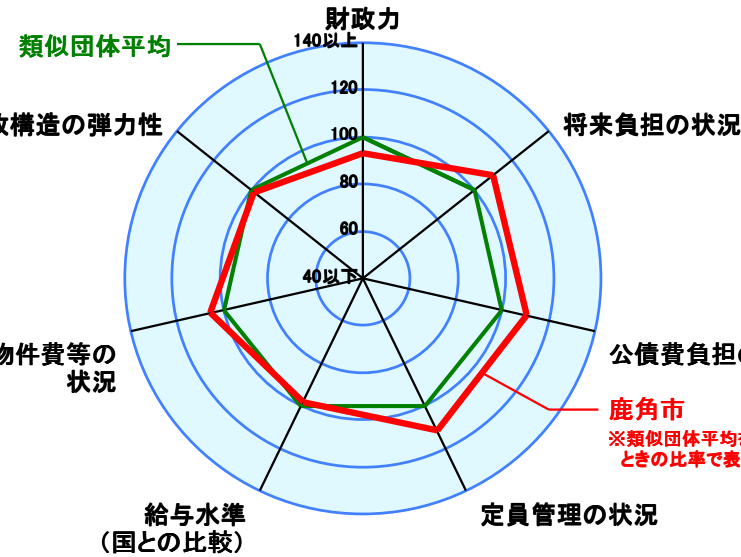 財政力
140以上
類似団体平均
120
政構造の弾力性
100
将来負担の状況
80
60
40以下
物件費等の
状況
公債費負担の
鹿角市
※類似団体平均を
ときの比率で表
給与水準
(国との比較)
定員管理の状況